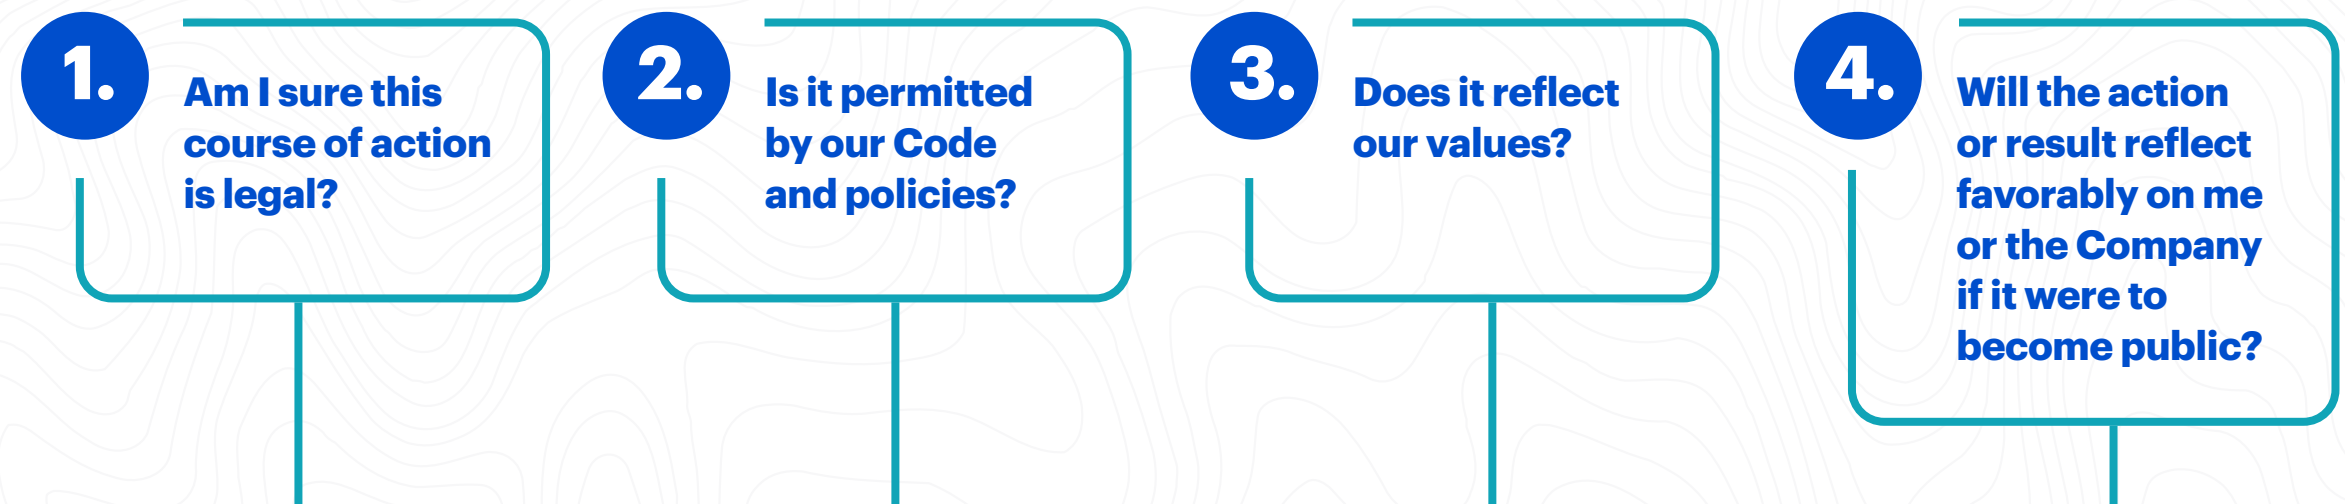 1.
Am I sure this
course of action
is legal?
2.
Is it permitted
by our Code
and policies?
3.
Does it reflect
our values?
4.
Will the action
or result reflect
favorably on me
or the Company
if it were to
become public?